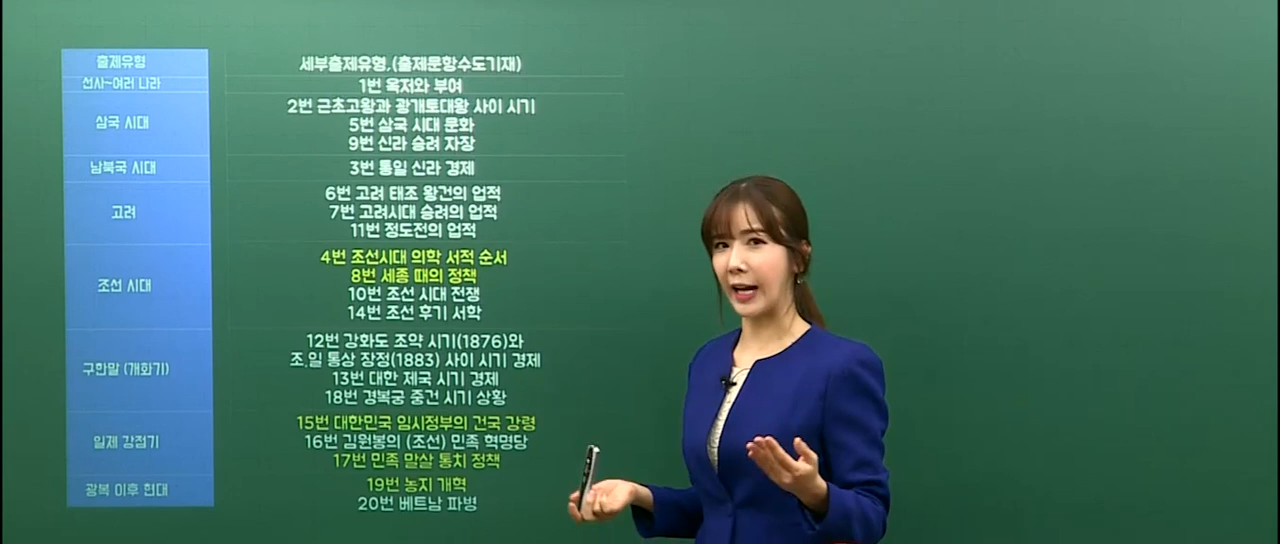 출제유형
세부출제유형,(출제문항수도기재)
선사~여러 나라
1번 옥저와 부여
삼국 시대
2번 근초고왕과 광개토대왕 사이 시기
5번 삼국 시대 문화
9번 신라 승려 자장
남북국 시대
3번 통일 신라 경제
고려
6번 고려 태조 왕건의 업적
7번 고려시대 승려의 업적
11번 정도전의 업적
조선 시대
4번 조선시대 의학 서적 순서
8번 세종 때의 정책
10번 조선 시대 전쟁
14번 조선 후기 서학
구한말 (개화기)
12번 강화도 조약 시기(1876)와
조.일 통상 장정(1883) 사이 시기 경제
13번 대한 제국 시기 경제
18번 경복궁 중건 시기 상황
일제 강점기
15번 대한민국 임시정부의 건국 강령
16번 김원봉의 (조선) 민족 혁명당
17번 민족 말살 통치 정책
광복 이후 현대
19번 농지 개혁
20번 베트남 파병